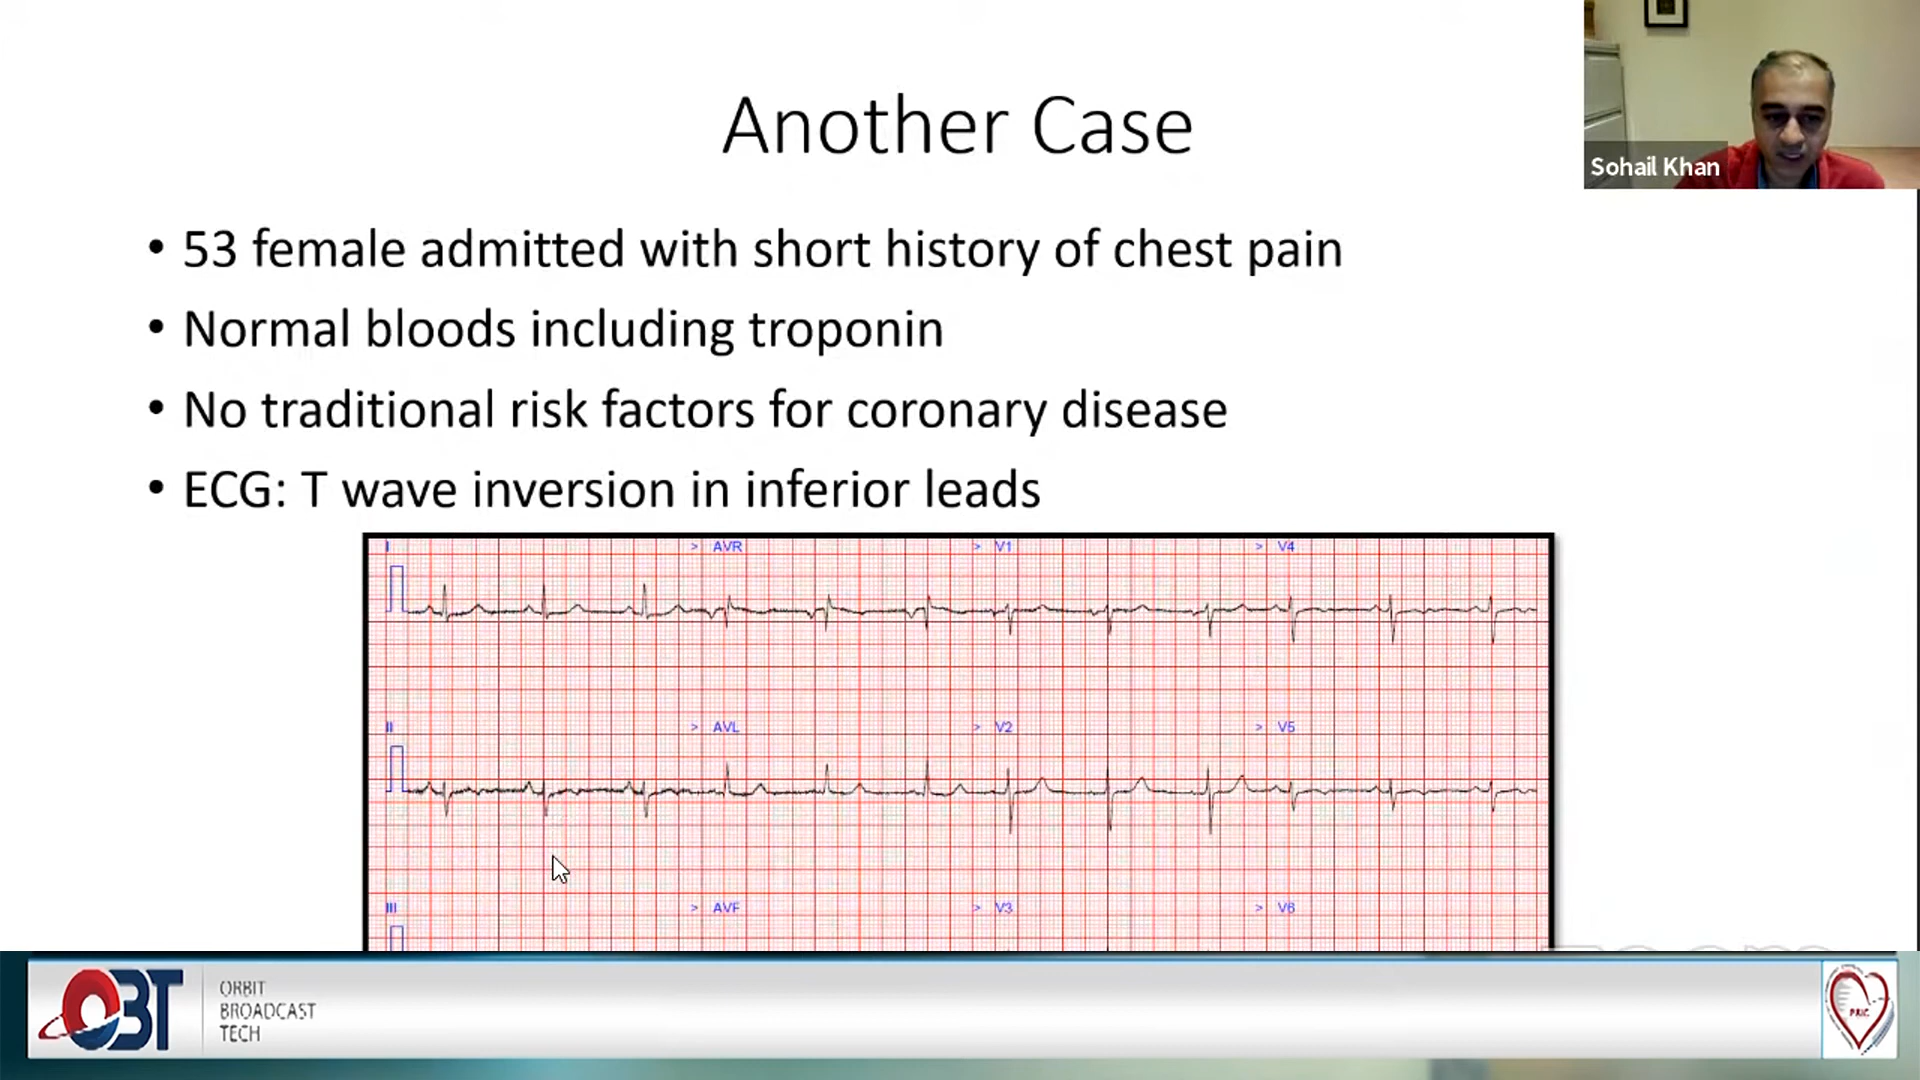 Another Case
Sohail Khan
• 53 female admitted with short history of chest pain
• Normal bloods including troponin
• No traditional risk factors for coronary disease
• ECG: T wave inversion in inferior leads
I > AVR > V1 > V4
II > AVL > V2 > V5
III > AVF > V3 > V6
OBT
ORBIT
BROADCAST
TECH
PRIC